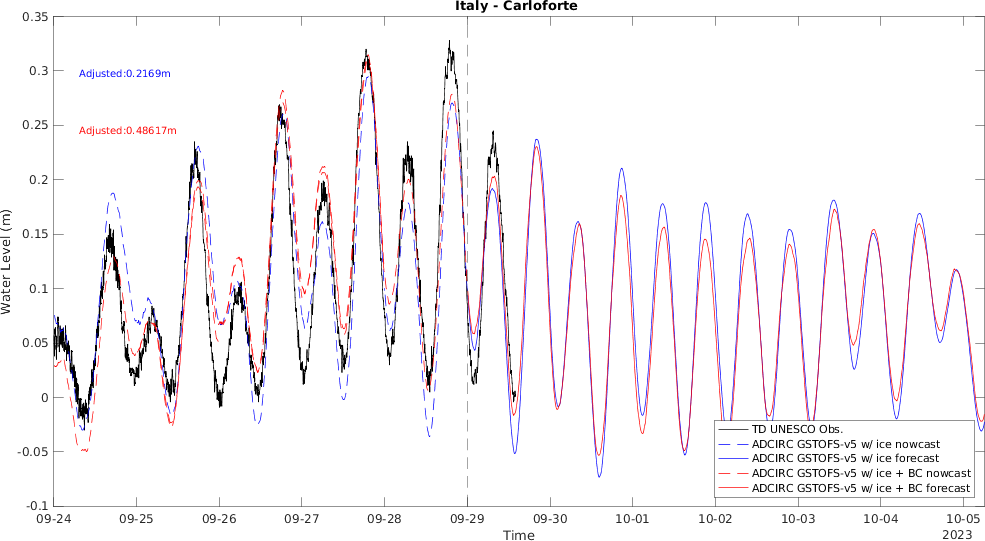 Italy - Carloforte
0.35
0.3
0.25
0.2
0.15
0.1
0.05
0
-0.05
-0.1
Water Level (m)
Adjusted:0.2169m
Adjusted:0.48617m
TD UNESCO Obs.
ADCIRC GSTOFS-v5 w/ ice nowcast
ADCIRC GSTOFS-v5 w/ ice forecast
ADCIRC GSTOFS-v5 w/ ice + BC nowcast
ADCIRC GSTOFS-v5 w/ ice + BC forecast
09-24 09-25 09-26 09-27 09-28 09-29 09-30 10-01 10-02 10-03 10-04 10-05
Time
2023